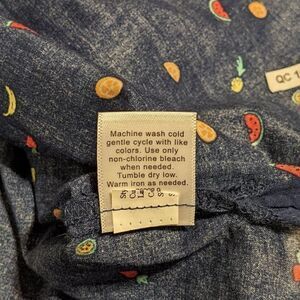 QC
Machine wash cold
gentle cycle with like
colors. Use only
non-chlorine bleach
when needed.
Tumble dry low.
Warm iron as needed.